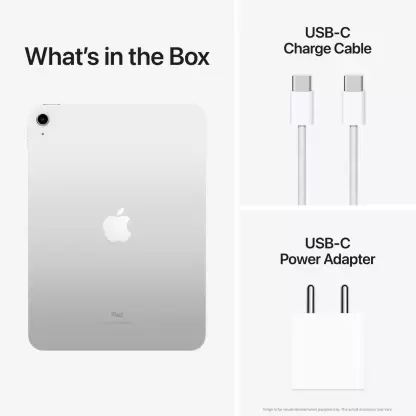 What's in the Box
USB-C
Charge Cable
iPad
USB-C
Power Adapter